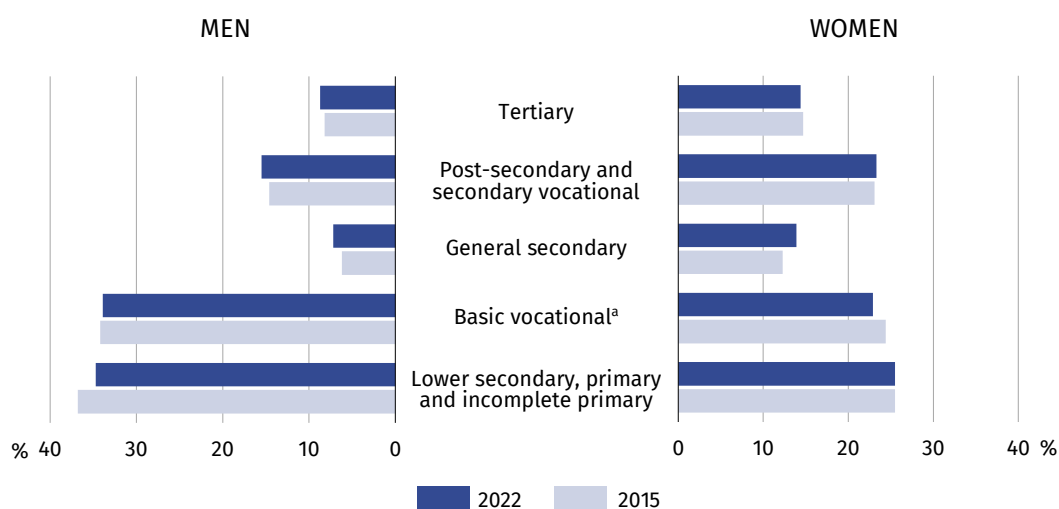 MEN
WOMEN
Tertiary
Post-secondary and
secondary vocational
General secondary
Basic vocationalᵃ
Lower secondary, primary
and incomplete primary
% 40 30 20 10 0
0 10 20 30 40 %
2022 2015